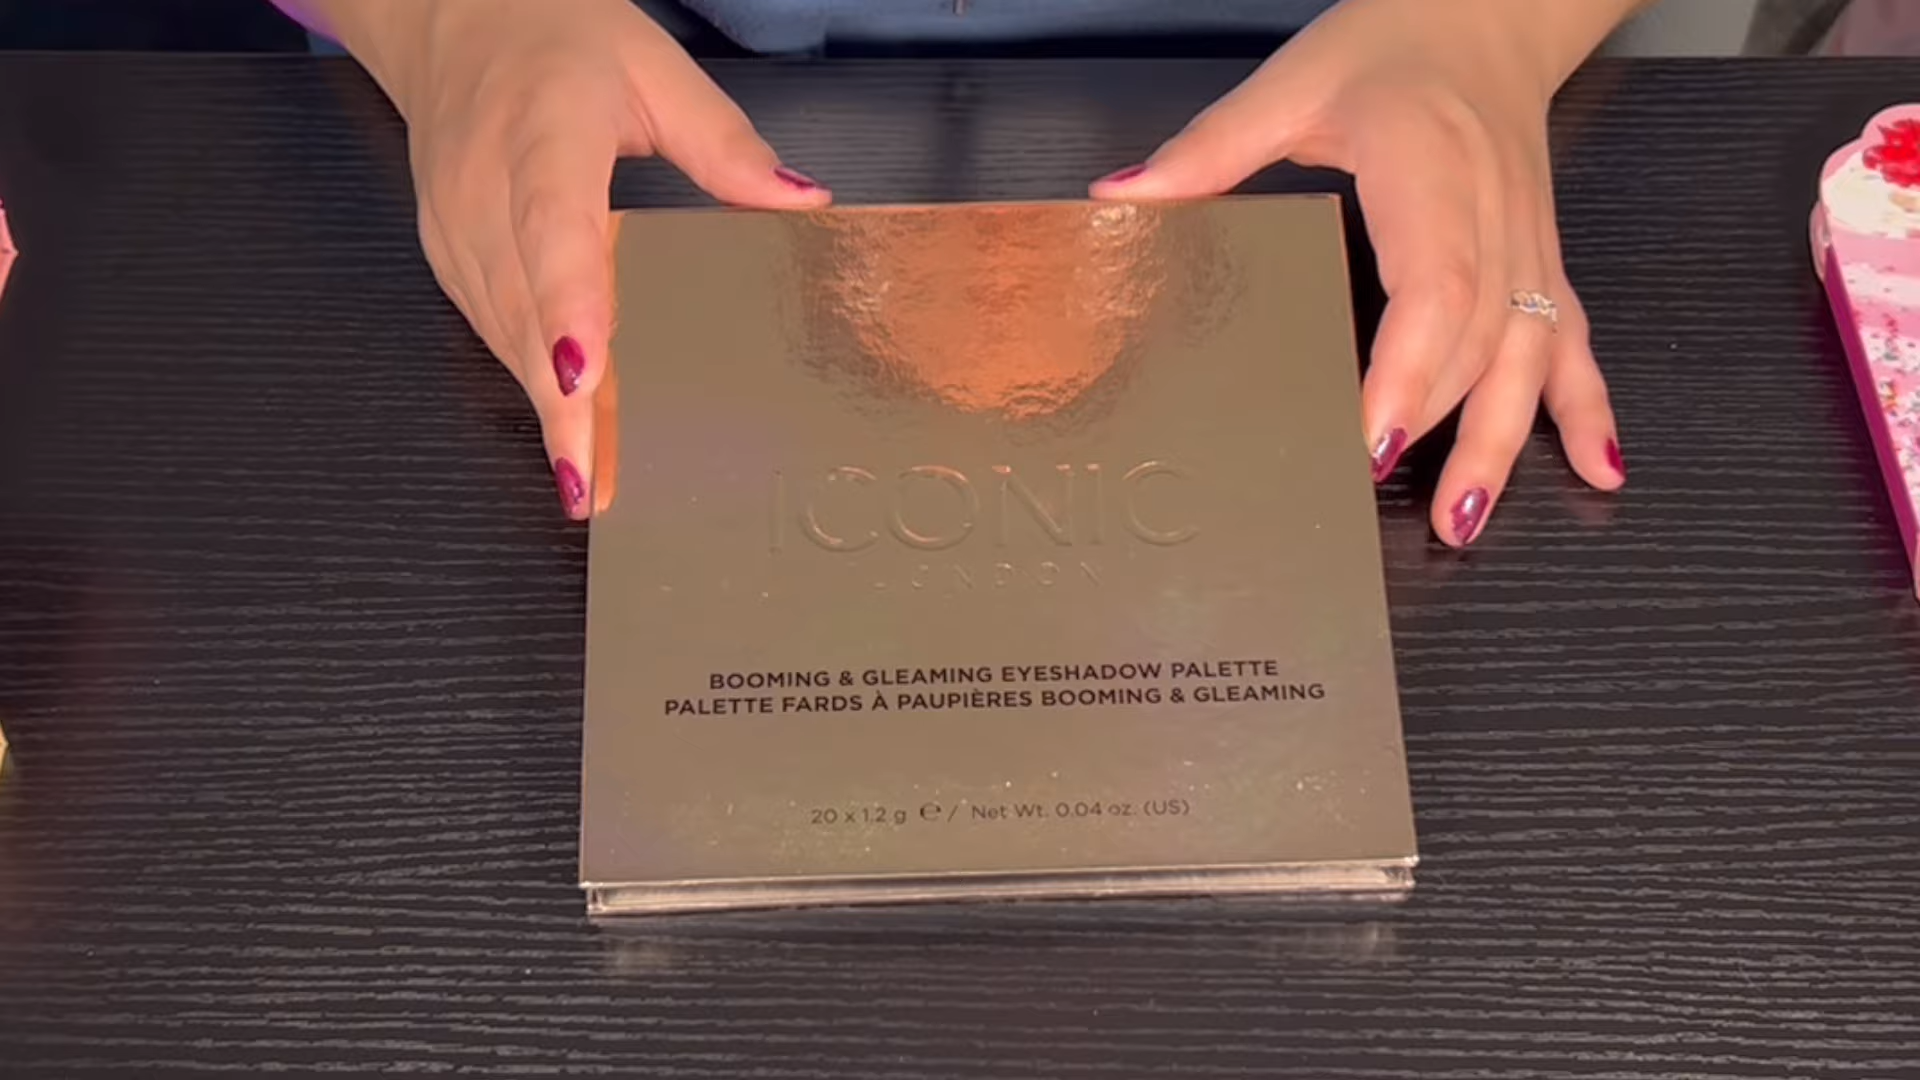 ICONIC
LONDON
BOOMING & GLEAMING EYESHADOW PALETTE
PALETTE FARDS À PAUPIÈRES BOOMING & GLEAMING
20 x 1.2 g ℮ / Net Wt. 0.04 oz. (US)